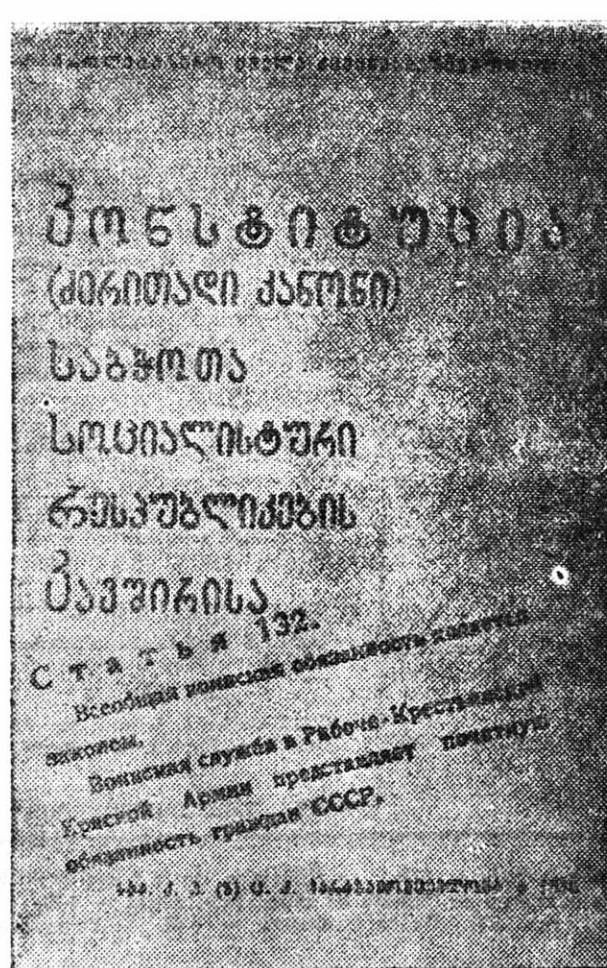 კონსტიტუცია
(ძირითადი კანონი)
საბჭოთა
სოციალისტური
რესპუბლიკების
კავშირისა
Статья 132.
Всеобщая воинская обязанность является
законом.
Воинская служба в Рабоче-Крестьянской
Красной Армии представляет почетную
обязанность граждан СССР.